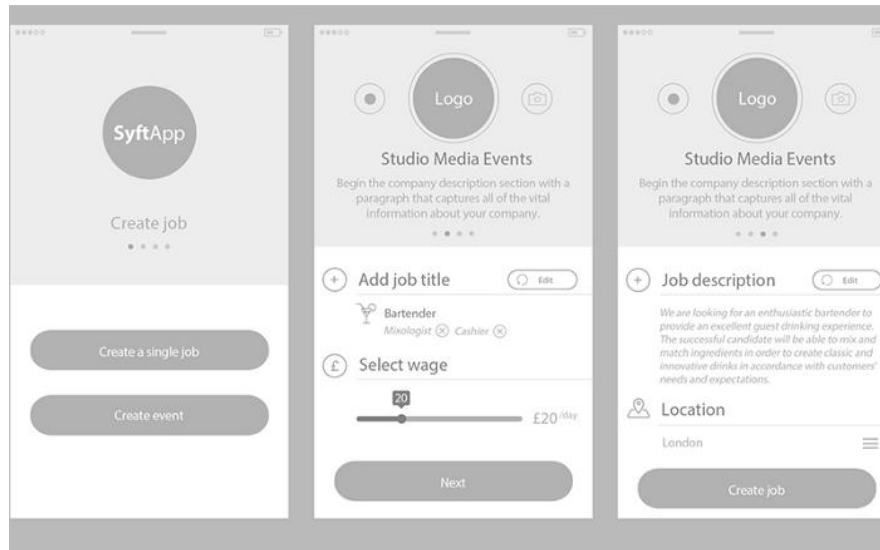 SyftApp
Create job
Create a single job
Create event
Logo
Studio Media Events
Begin the company description section with a
paragraph that captures all of the vital
information about your company.
Add job title
Edit
Bartender
Mixologist
Cashier
£
Select wage
20
£20 /day
Next
Logo
Studio Media Events
Begin the company description section with a
paragraph that captures all of the vital
information about your company.
Job description
Edit
We are looking for an enthusiastic bartender to
provide an excellent guest drinking experience.
The successful candidate will be able to mix and
match ingredients in order to create classic and
innovative drinks in accordance with customers'
needs and expectations.
Location
London
Create job